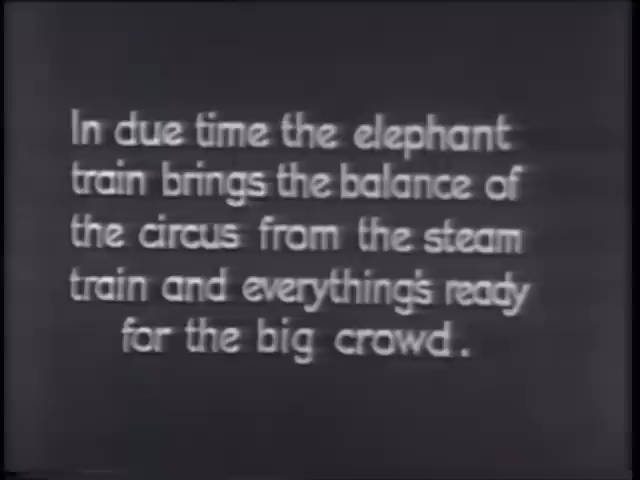 In due time the elephant
train brings the balance of
the circus from the steam
train and everything's ready
for the big crowd.